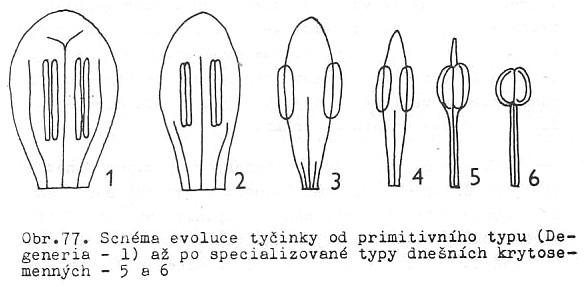 1 2 3 4 5 6
Obr.77. Scnéma evoluce tyčinky od primitivního typu (De-
generia - 1) až po specializované typy dnešních krytose-
menných - 5 a 6